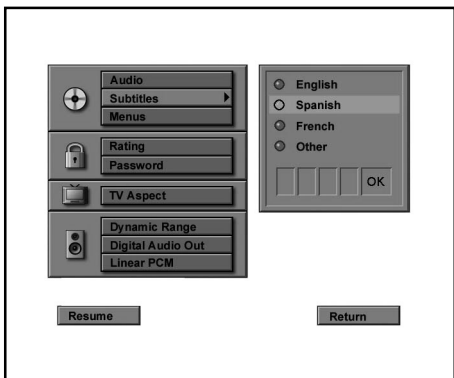 Audio
Subtitles
Menus
Rating
Password
TV Aspect
Dynamic Range
Digital Audio Out
Linear PCM
English
Spanish
French
Other
OK
Resume
Return